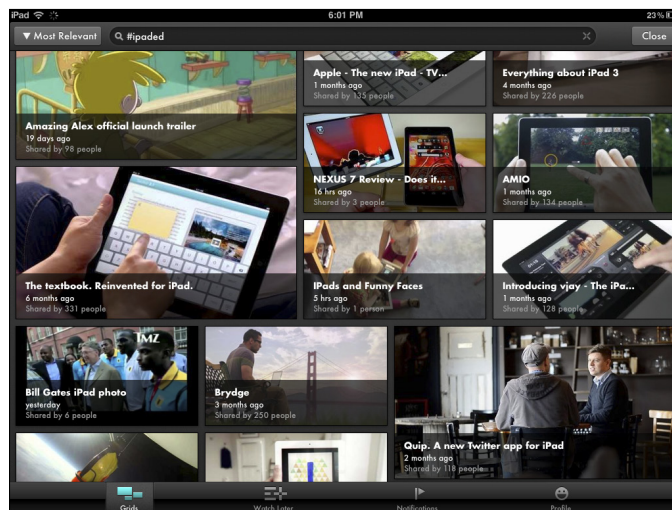 iPad
6:01 PM
23%
▼ Most Relevant
#ipaded
Close
Amazing Alex official launch trailer
19 days ago
Shared by 98 people
Apple - The new iPad - TV...
1 months ago
Shared by 135 people
Everything about iPad 3
4 months ago
Shared by 226 people
NEXUS 7 Review - Does it...
16 hrs ago
Shared by 3 people
AMIO
1 months ago
Shared by 134 people
The textbook. Reinvented for iPad.
6 months ago
Shared by 331 people
IPads and Funny Faces
5 hrs ago
Shared by 1 person
Introducing vjay - The iPa...
1 months ago
Shared by 128 people
TMZ
Bill Gates iPad photo
yesterday
Shared by 6 people
Brydge
3 months ago
Shared by 250 people
Quip. A new Twitter app for iPad
2 months ago
Shared by 118 people
Grids
Watch Later
Notifications
Profile